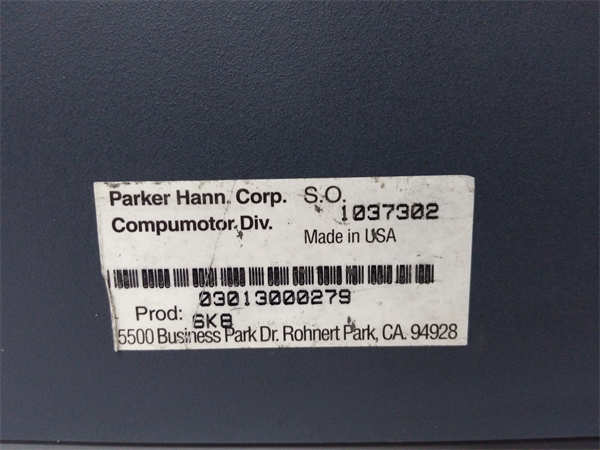 Parker Hann. Corp. S.O. 1037302
Compumotor Div. Made in USA
03013000279
Prod: 6K8
5500 Business Park Dr. Rohnert Park, CA. 94928